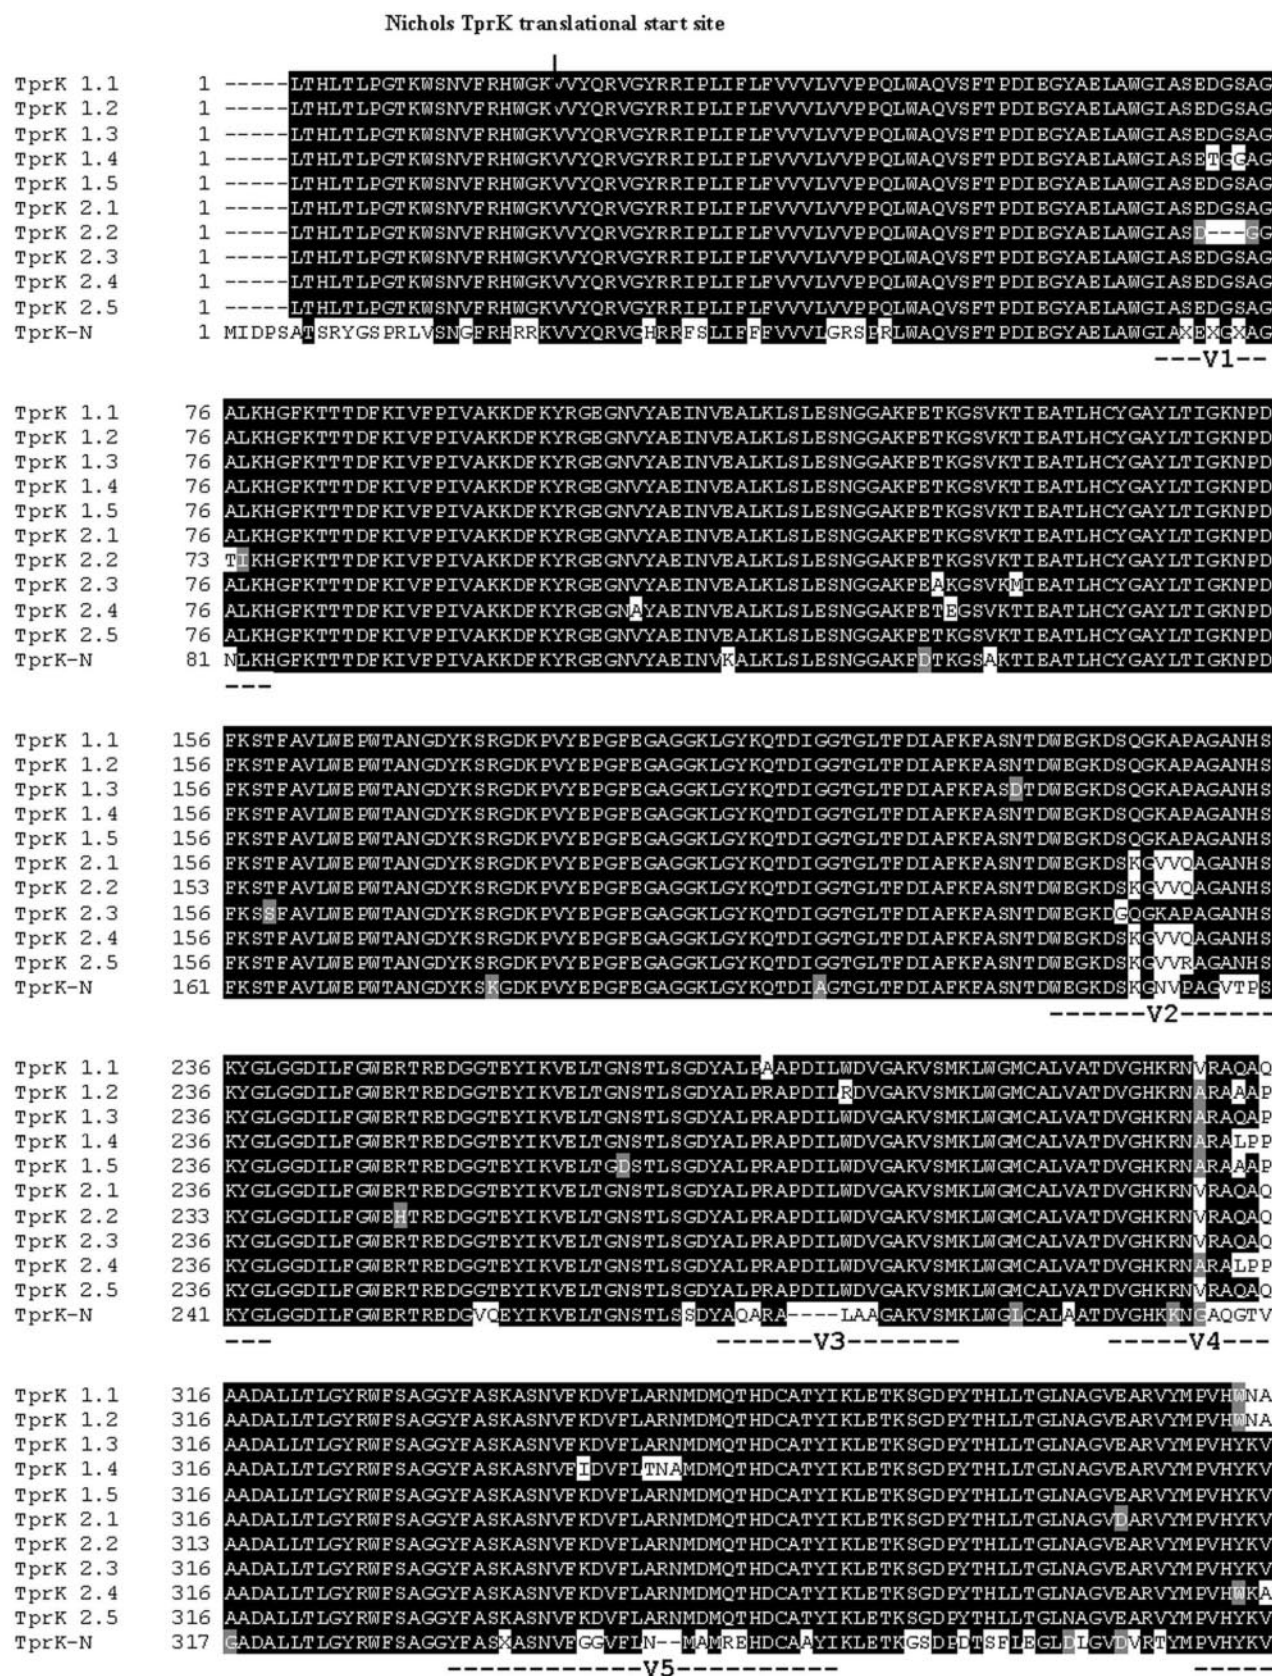 Nichols TprK translational start site
TprK 1.1 1 -----LTHLTLPGTKWSNVFRHWGKVVYQRVGYRRIPLIFLFVVVLVVPPQLWAQVSFTPDIEGYAELAWGIASEDGSAG
TprK 1.2 1 -----LTHLTLPGTKWSNVFRHWGKVVYQRVGYRRIPLIFLFVVVLVVPPQLWAQVSFTPDIEGYAELAWGIASEDGSAG
TprK 1.3 1 -----LTHLTLPGTKWSNVFRHWGKVVYQRVGYRRIPLIFLFVVVLVVPPQLWAQVSFTPDIEGYAELAWGIASEDGSAG
TprK 1.4 1 -----LTHLTLPGTKWSNVFRHWGKVVYQRVGYRRIPLIFLFVVVLVVPPQLWAQVSFTPDIEGYAELAWGIASETGGAG
TprK 1.5 1 -----LTHLTLPGTKWSNVFRHWGKVVYQRVGYRRIPLIFLFVVVLVVPPQLWAQVSFTPDIEGYAELAWGIASEDGSAG
TprK 2.1 1 -----LTHLTLPGTKWSNVFRHWGKVVYQRVGYRRIPLIFLFVVVLVVPPQLWAQVSFTPDIEGYAELAWGIASEDGSAG
TprK 2.2 1 -----LTHLTLPGTKWSNVFRHWGKVVYQRVGYRRIPLIFLFVVVLVVPPQLWAQVSFTPDIEGYAELAWGIASD---GG
TprK 2.3 1 -----LTHLTLPGTKWSNVFRHWGKVVYQRVGYRRIPLIFLFVVVLVVPPQLWAQVSFTPDIEGYAELAWGIASEDGSAG
TprK 2.4 1 -----LTHLTLPGTKWSNVFRHWGKVVYQRVGYRRIPLIFLFVVVLVVPPQLWAQVSFTPDIEGYAELAWGIASEDGSAG
TprK 2.5 1 -----LTHLTLPGTKWSNVFRHWGKVVYQRVGYRRIPLIFLFVVVLVVPPQLWAQVSFTPDIEGYAELAWGIASEDGSAG
TprK-N 1 MIDPSATSRYGSPRLVSNGFRHRRKVVYQRVGHRRFSLIFFFVVVLGRSPRLWAQVSFTPDIEGYAELAWGIAXEXGXAG
---V1--
TprK 1.1 76 ALKHGFKTTTDFKIVFPIVAKKDFKYRGEGNVYAEINVEALKLSLESNGGAKFETKGSVKTIEATLHCYGAYLTIGKNPD
TprK 1.2 76 ALKHGFKTTTDFKIVFPIVAKKDFKYRGEGNVYAEINVEALKLSLESNGGAKFETKGSVKTIEATLHCYGAYLTIGKNPD
TprK 1.3 76 ALKHGFKTTTDFKIVFPIVAKKDFKYRGEGNVYAEINVEALKLSLESNGGAKFETKGSVKTIEATLHCYGAYLTIGKNPD
TprK 1.4 76 ALKHGFKTTTDFKIVFPIVAKKDFKYRGEGNVYAEINVEALKLSLESNGGAKFETKGSVKTIEATLHCYGAYLTIGKNPD
TprK 1.5 76 ALKHGFKTTTDFKIVFPIVAKKDFKYRGEGNVYAEINVEALKLSLESNGGAKFETKGSVKTIEATLHCYGAYLTIGKNPD
TprK 2.1 76 ALKHGFKTTTDFKIVFPIVAKKDFKYRGEGNVYAEINVEALKLSLESNGGAKFETKGSVKTIEATLHCYGAYLTIGKNPD
TprK 2.2 73 TIKHGFKTTTDFKIVFPIVAKKDFKYRGEGNVYAEINVEALKLSLESNGGAKFETKGSVKTIEATLHCYGAYLTIGKNPD
TprK 2.3 76 ALKHGFKTTTDFKIVFPIVAKKDFKYRGEGNVYAEINVEALKLSLESNGGAKFEAKGSVKMIEATLHCYGAYLTIGKNPD
TprK 2.4 76 ALKHGFKTTTDFKIVFPIVAKKDFKYRGEGNAYAEINVEALKLSLESNGGAKFETEGSVKTIEATLHCYGAYLTIGKNPD
TprK 2.5 76 ALKHGFKTTTDFKIVFPIVAKKDFKYRGEGNVYAEINVEALKLSLESNGGAKFETKGSVKTIEATLHCYGAYLTIGKNPD
TprK-N 81 NLKHGFKTTTDFKIVFPIVAKKDFKYRGEGNVYAEINVKALKLSLESNGGAKFDTKGSAKTIEATLHCYGAYLTIGKNPD
----
TprK 1.1 156 FKSTFAVLWEPWTANGDYKSRGDKPVYEPGFEGAGGKLGYKQTDIGGTGLTFDIAFKFASNTDWEGKDSQGKAPAGANHS
TprK 1.2 156 FKSTFAVLWEPWTANGDYKSRGDKPVYEPGFEGAGGKLGYKQTDIGGTGLTFDIAFKFASNTDWEGKDSQGKAPAGANHS
TprK 1.3 156 FKSTFAVLWEPWTANGDYKSRGDKPVYEPGFEGAGGKLGYKQTDIGGTGLTFDIAFKFASDTDWEGKDSQGKAPAGANHS
TprK 1.4 156 FKSTFAVLWEPWTANGDYKSRGDKPVYEPGFEGAGGKLGYKQTDIGGTGLTFDIAFKFASNTDWEGKDSQGKAPAGANHS
TprK 1.5 156 FKSTFAVLWEPWTANGDYKSRGDKPVYEPGFEGAGGKLGYKQTDIGGTGLTFDIAFKFASNTDWEGKDSQGKAPAGANHS
TprK 2.1 156 FKSTFAVLWEPWTANGDYKSRGDKPVYEPGFEGAGGKLGYKQTDIGGTGLTFDIAFKFASNTDWEGKDSKGVVQAGANHS
TprK 2.2 153 FKSTFAVLWEPWTANGDYKSRGDKPVYEPGFEGAGGKLGYKQTDIGGTGLTFDIAFKFASNTDWEGKDSKGVVQAGANHS
TprK 2.3 156 FKSSFAVLWEPWTANGDYKSRGDKPVYEPGFEGAGGKLGYKQTDIGGTGLTFDIAFKFASNTDWEGKDGQGKAPAGANHS
TprK 2.4 156 FKSTFAVLWEPWTANGDYKSRGDKPVYEPGFEGAGGKLGYKQTDIGGTGLTFDIAFKFASNTDWEGKDSKGVVQAGANHS
TprK 2.5 156 FKSTFAVLWEPWTANGDYKSRGDKPVYEPGFEGAGGKLGYKQTDIGGTGLTFDIAFKFASNTDWEGKDSKGVVRAGANHS
TprK-N 161 FKSTFAVLWEPWTANGDYKSKGDKPVYEPGFEGAGGKLGYKQTDIAGTGLTFDIAFKFASNTDWEGKDSKGNVPAGVTPS
-------V2-------
TprK 1.1 236 KYGLGGDILFGWERTREDGGTEYIKVELTGNSTLSGDYALPAAPDILWDVGAKVSMKLWGMCALVATDVGHKRNVRAQAQ
TprK 1.2 236 KYGLGGDILFGWERTREDGGTEYIKVELTGNSTLSGDYALPRAPDILRDVGAKVSMKLWGMCALVATDVGHKRNARAAAP
TprK 1.3 236 KYGLGGDILFGWERTREDGGTEYIKVELTGNSTLSGDYALPRAPDILWDVGAKVSMKLWGMCALVATDVGHKRNARAQAP
TprK 1.4 236 KYGLGGDILFGWERTREDGGTEYIKVELTGNSTLSGDYALPRAPDILWDVGAKVSMKLWGMCALVATDVGHKRNARALPP
TprK 1.5 236 KYGLGGDILFGWERTREDGGTEYIKVELTGDSTLSGDYALPRAPDILWDVGAKVSMKLWGMCALVATDVGHKRNARAAAP
TprK 2.1 236 KYGLGGDILFGWERTREDGGTEYIKVELTGNSTLSGDYALPRAPDILWDVGAKVSMKLWGMCALVATDVGHKRNVRAQAQ
TprK 2.2 233 KYGLGGDILFGWEHTREDGGTEYIKVELTGNSTLSGDYALPRAPDILWDVGAKVSMKLWGMCALVATDVGHKRNVRAQAQ
TprK 2.3 236 KYGLGGDILFGWERTREDGGTEYIKVELTGNSTLSGDYALPRAPDILWDVGAKVSMKLWGMCALVATDVGHKRNVRAQAQ
TprK 2.4 236 KYGLGGDILFGWERTREDGGTEYIKVELTGNSTLSGDYALPRAPDILWDVGAKVSMKLWGMCALVATDVGHKRNARALPP
TprK 2.5 236 KYGLGGDILFGWERTREDGGTEYIKVELTGNSTLSGDYALPRAPDILWDVGAKVSMKLWGMCALVATDVGHKRNVRAQAQ
TprK-N 241 KYGLGGDILFGWERTREDGVQEYIKVELTGNSTLSSDYAQARA----LAAGAKVSMKLWGLCALAATDVGHKKNGAQGTV
---- -------V3--------- ------V4----
TprK 1.1 316 AADALLTLGYRWFSAGGYFASKASNVFKDVFLARNMDMQTHDCATYIKLETKSGDPYTHLLTGLNAGVEARVYMPVHWNA
TprK 1.2 316 AADALLTLGYRWFSAGGYFASKASNVFKDVFLARNMDMQTHDCATYIKLETKSGDPYTHLLTGLNAGVEARVYMPVHWNA
TprK 1.3 316 AADALLTLGYRWFSAGGYFASKASNVFKDVFLARNMDMQTHDCATYIKLETKSGDPYTHLLTGLNAGVEARVYMPVHYKV
TprK 1.4 316 AADALLTLGYRWFSAGGYFASKASNVFIDVFLTNAMDMQTHDCATYIKLETKSGDPYTHLLTGLNAGVEARVYMPVHYKV
TprK 1.5 316 AADALLTLGYRWFSAGGYFASKASNVFKDVFLARNMDMQTHDCATYIKLETKSGDPYTHLLTGLNAGVEARVYMPVHYKV
TprK 2.1 316 AADALLTLGYRWFSAGGYFASKASNVFKDVFLARNMDMQTHDCATYIKLETKSGDPYTHLLTGLNAGVDARVYMPVHYKV
TprK 2.2 313 AADALLTLGYRWFSAGGYFASKASNVFKDVFLARNMDMQTHDCATYIKLETKSGDPYTHLLTGLNAGVEARVYMPVHYKV
TprK 2.3 316 AADALLTLGYRWFSAGGYFASKASNVFKDVFLARNMDMQTHDCATYIKLETKSGDPYTHLLTGLNAGVEARVYMPVHYKV
TprK 2.4 316 AADALLTLGYRWFSAGGYFASKASNVFKDVFLARNMDMQTHDCATYIKLETKSGDPYTHLLTGLNAGVEARVYMPVHWKA
TprK 2.5 316 AADALLTLGYRWFSAGGYFASKASNVFKDVFLARNMDMQTHDCATYIKLETKSGDPYTHLLTGLNAGVEARVYMPVHYKV
TprK-N 317 GADALLTLGYRWFSAGGYFASXASNVFGGVFLN--MAMREHDCAAYIKLETKGSDPDTSFLEGLDLGVDVRTYMPVHYKV
---------------V5------------ ------